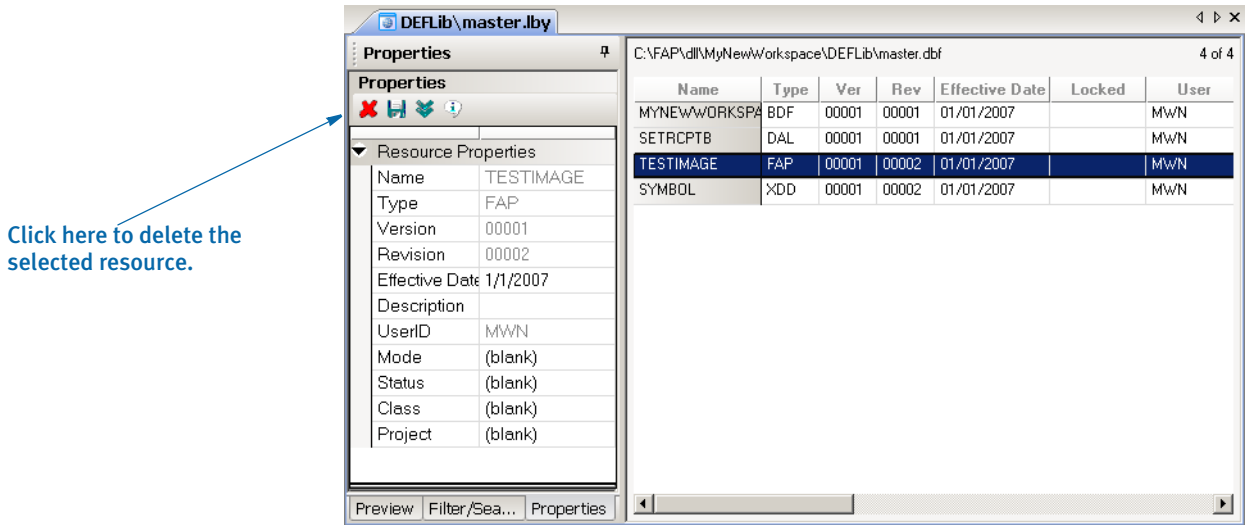 DEFLib\master.lby
Properties
Properties
Resource Properties
Name TESTIMAGE
Type FAP
Version 00001
Revision 00002
Effective Date 1/1/2007
Description
UserID MWN
Mode (blank)
Status (blank)
Class (blank)
Project (blank)
Preview Filter/Sea... Properties
C:\FAP\dll\MyNewWorkspace\DEFLib\master.dbf 4 of 4
Name Type Ver Rev Effective Date Locked User
MYNEWWORKSPA BDF 00001 00001 01/01/2007 MWN
SETRCPTB DAL 00001 00001 01/01/2007 MWN
TESTIMAGE FAP 00001 00002 01/01/2007 MWN
SYMBOL XDD 00001 00002 01/01/2007 MWN
Click here to delete the
selected resource.